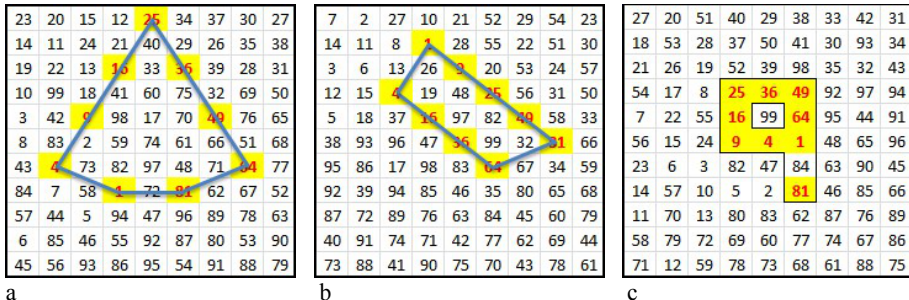 23 20 15 12 25 34 37 30 27
14 11 24 21 40 29 26 35 38
19 22 13 16 33 36 39 28 31
10 99 18 41 60 75 32 69 50
3 42 9 98 17 70 49 76 65
8 83 2 59 74 61 66 51 68
43 4 73 82 97 48 71 64 77
84 7 58 1 72 81 62 67 52
57 44 5 94 47 96 89 78 63
6 85 46 55 92 87 80 53 90
45 56 93 86 95 54 91 88 79
a
7 2 27 10 21 52 29 54 23
14 11 8 1 28 55 22 51 30
3 6 13 26 9 20 53 24 57
12 15 4 19 48 25 56 31 50
5 18 37 16 97 82 49 58 33
38 93 96 47 36 99 32 81 66
95 86 17 98 83 64 67 34 59
92 39 94 85 46 35 80 65 68
87 72 89 76 63 84 45 60 79
40 91 74 71 42 77 62 69 44
73 88 41 90 75 70 43 78 61
b
27 20 51 40 29 38 33 42 31
18 53 28 37 50 41 30 93 34
21 26 19 52 39 98 35 32 43
54 17 8 25 36 49 92 97 94
7 22 55 16 99 64 95 44 91
56 15 24 9 4 1 48 65 96
23 6 3 82 47 84 63 90 45
14 57 10 5 2 81 46 85 66
11 70 13 80 83 62 87 76 89
58 79 72 69 60 77 74 67 86
71 12 59 78 73 68 61 88 75
c